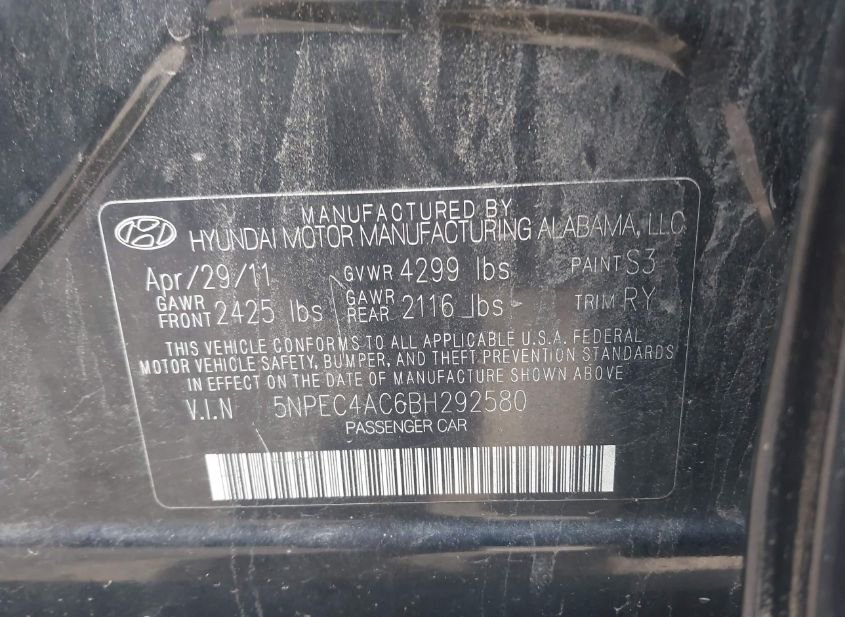 MANUFACTURED BY
HYUNDAI MOTOR MANUFACTURING ALABAMA, LLC
Apr/29/11 GVWR 4299 lbs PAINT S3
GAWR FRONT 2425 lbs GAWR REAR 2116 lbs TRIM RY
THIS VEHICLE CONFORMS TO ALL APPLICABLE U.S.A. FEDERAL
MOTOR VEHICLE SAFETY, BUMPER, AND THEFT PREVENTION STANDARDS
IN EFFECT ON THE DATE OF MANUFACTURE SHOWN ABOVE
V.I.N 5NPEC4AC6BH292580
PASSENGER CAR